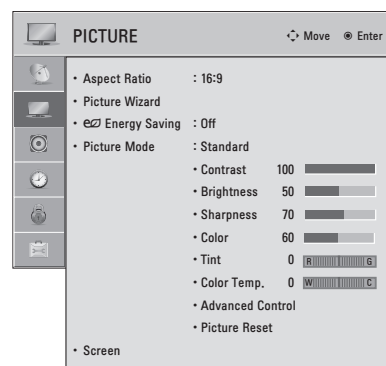 PICTURE Move Enter
• Aspect Ratio : 16:9
• Picture Wizard
• Energy Saving : Off
• Picture Mode : Standard
• Contrast 100
• Brightness 50
• Sharpness 70
• Color 60
• Tint 0 R G
• Color Temp. 0 W C
• Advanced Control
• Picture Reset
• Screen